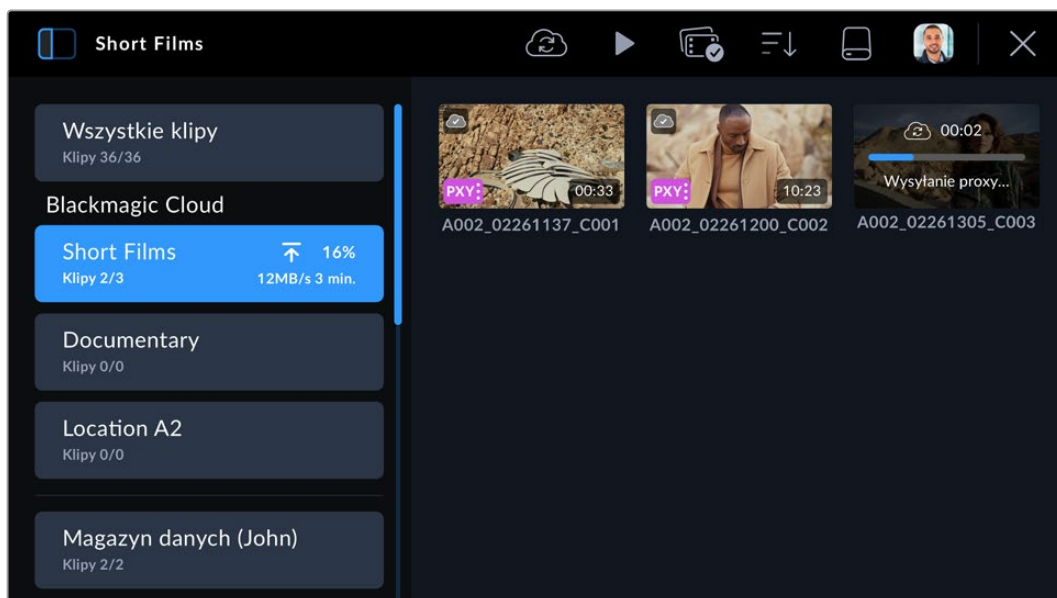 Short Films
Wszystkie klipy
Klipy 36/36
Blackmagic Cloud
Short Films 16%
Klipy 2/3 12MB/s 3 min.
Documentary
Klipy 0/0
Location A2
Klipy 0/0
Magazyn danych (John)
Klipy 2/2
PXY 00:33
A002_02261137_C001
PXY 10:23
A002_02261200_C002
00:02
Wysyłanie proxy...
A002_02261305_C003